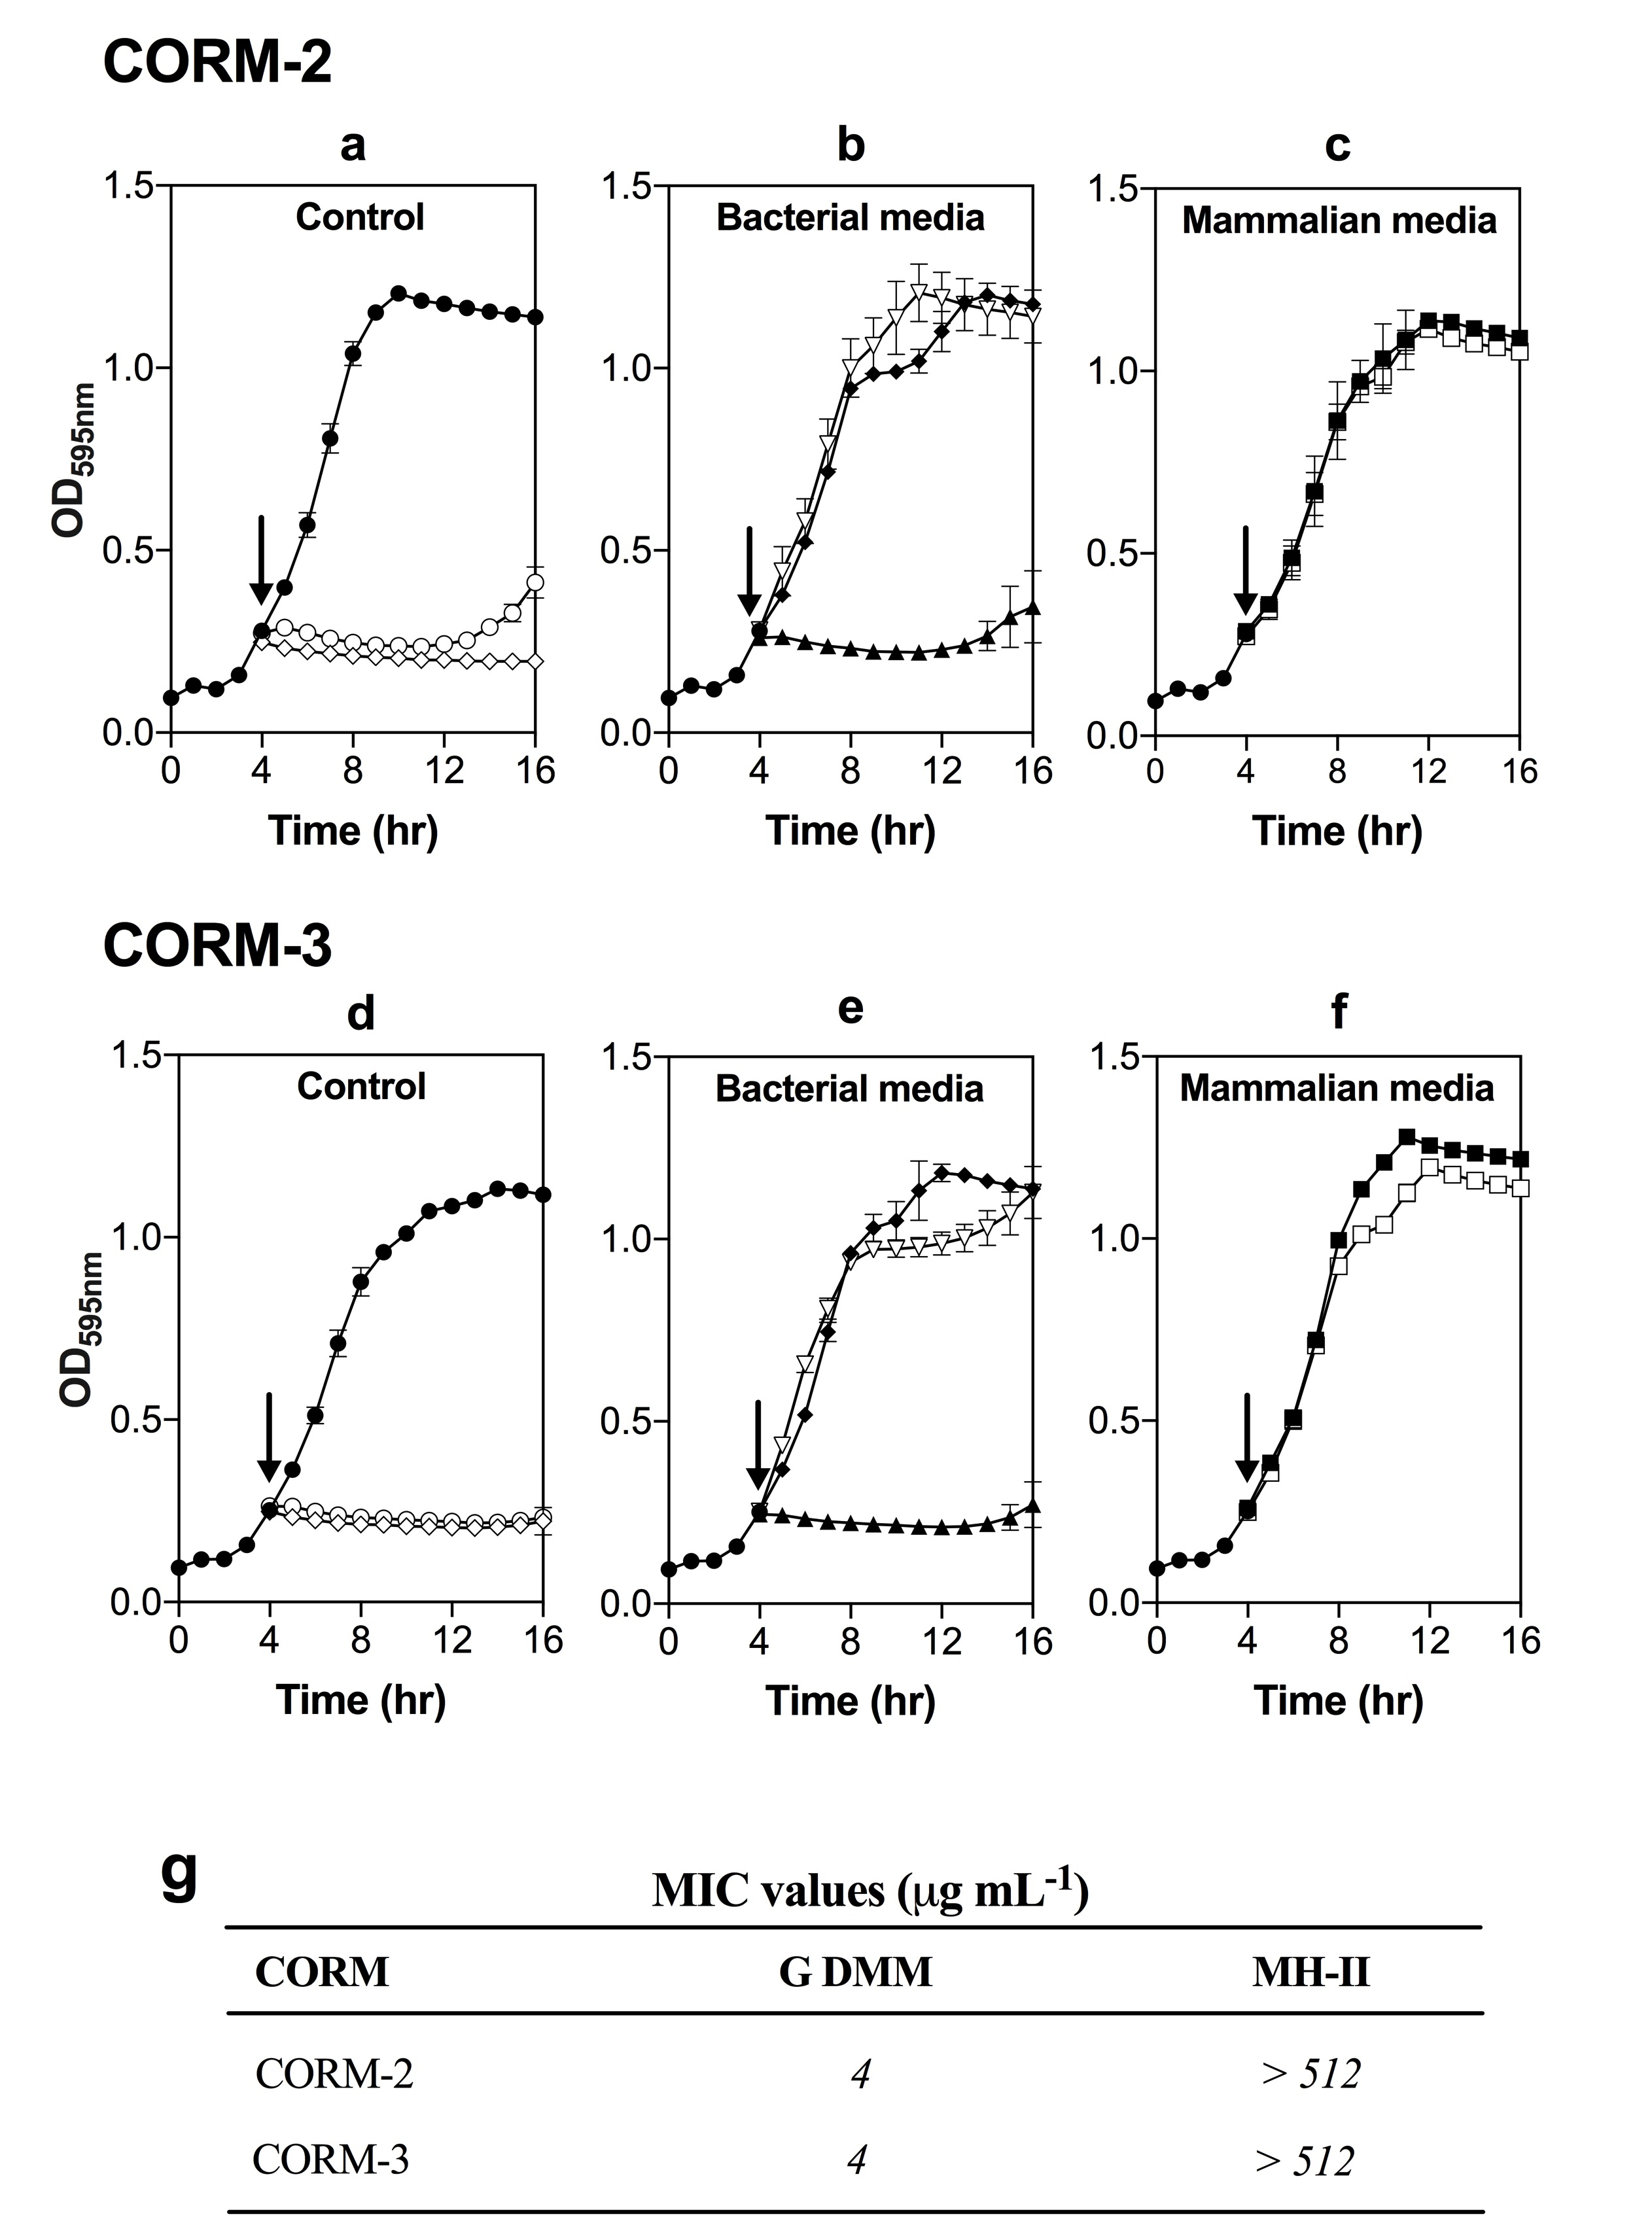 CORM-2
a b c
Control Bacterial media Mammalian media
1.5 1.5 1.5
1.0 1.0 1.0
0.5 0.5 0.5
0.0 0.0 0.0
OD595nm
0 4 8 12 16 0 4 8 12 16 0 4 8 12 16
Time (hr) Time (hr) Time (hr)
CORM-3
d e f
Control Bacterial media Mammalian media
1.5 1.5 1.5
1.0 1.0 1.0
0.5 0.5 0.5
0.0 0.0 0.0
OD595nm
0 4 8 12 16 0 4 8 12 16 0 4 8 12 16
Time (hr) Time (hr) Time (hr)
g
MIC values (μg mL-1)
CORM G DMM MH-II
CORM-2 4 > 512
CORM-3 4 > 512